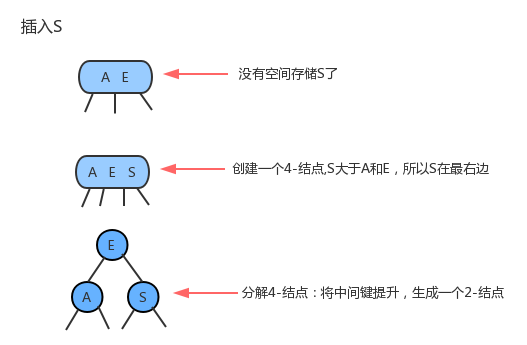 插入S
A E
没有空间存储S了
A E S
创建一个4-结点,S大于A和E，所以S在最右边
E
A S
分解4-结点：将中间键提升，生成一个2-结点